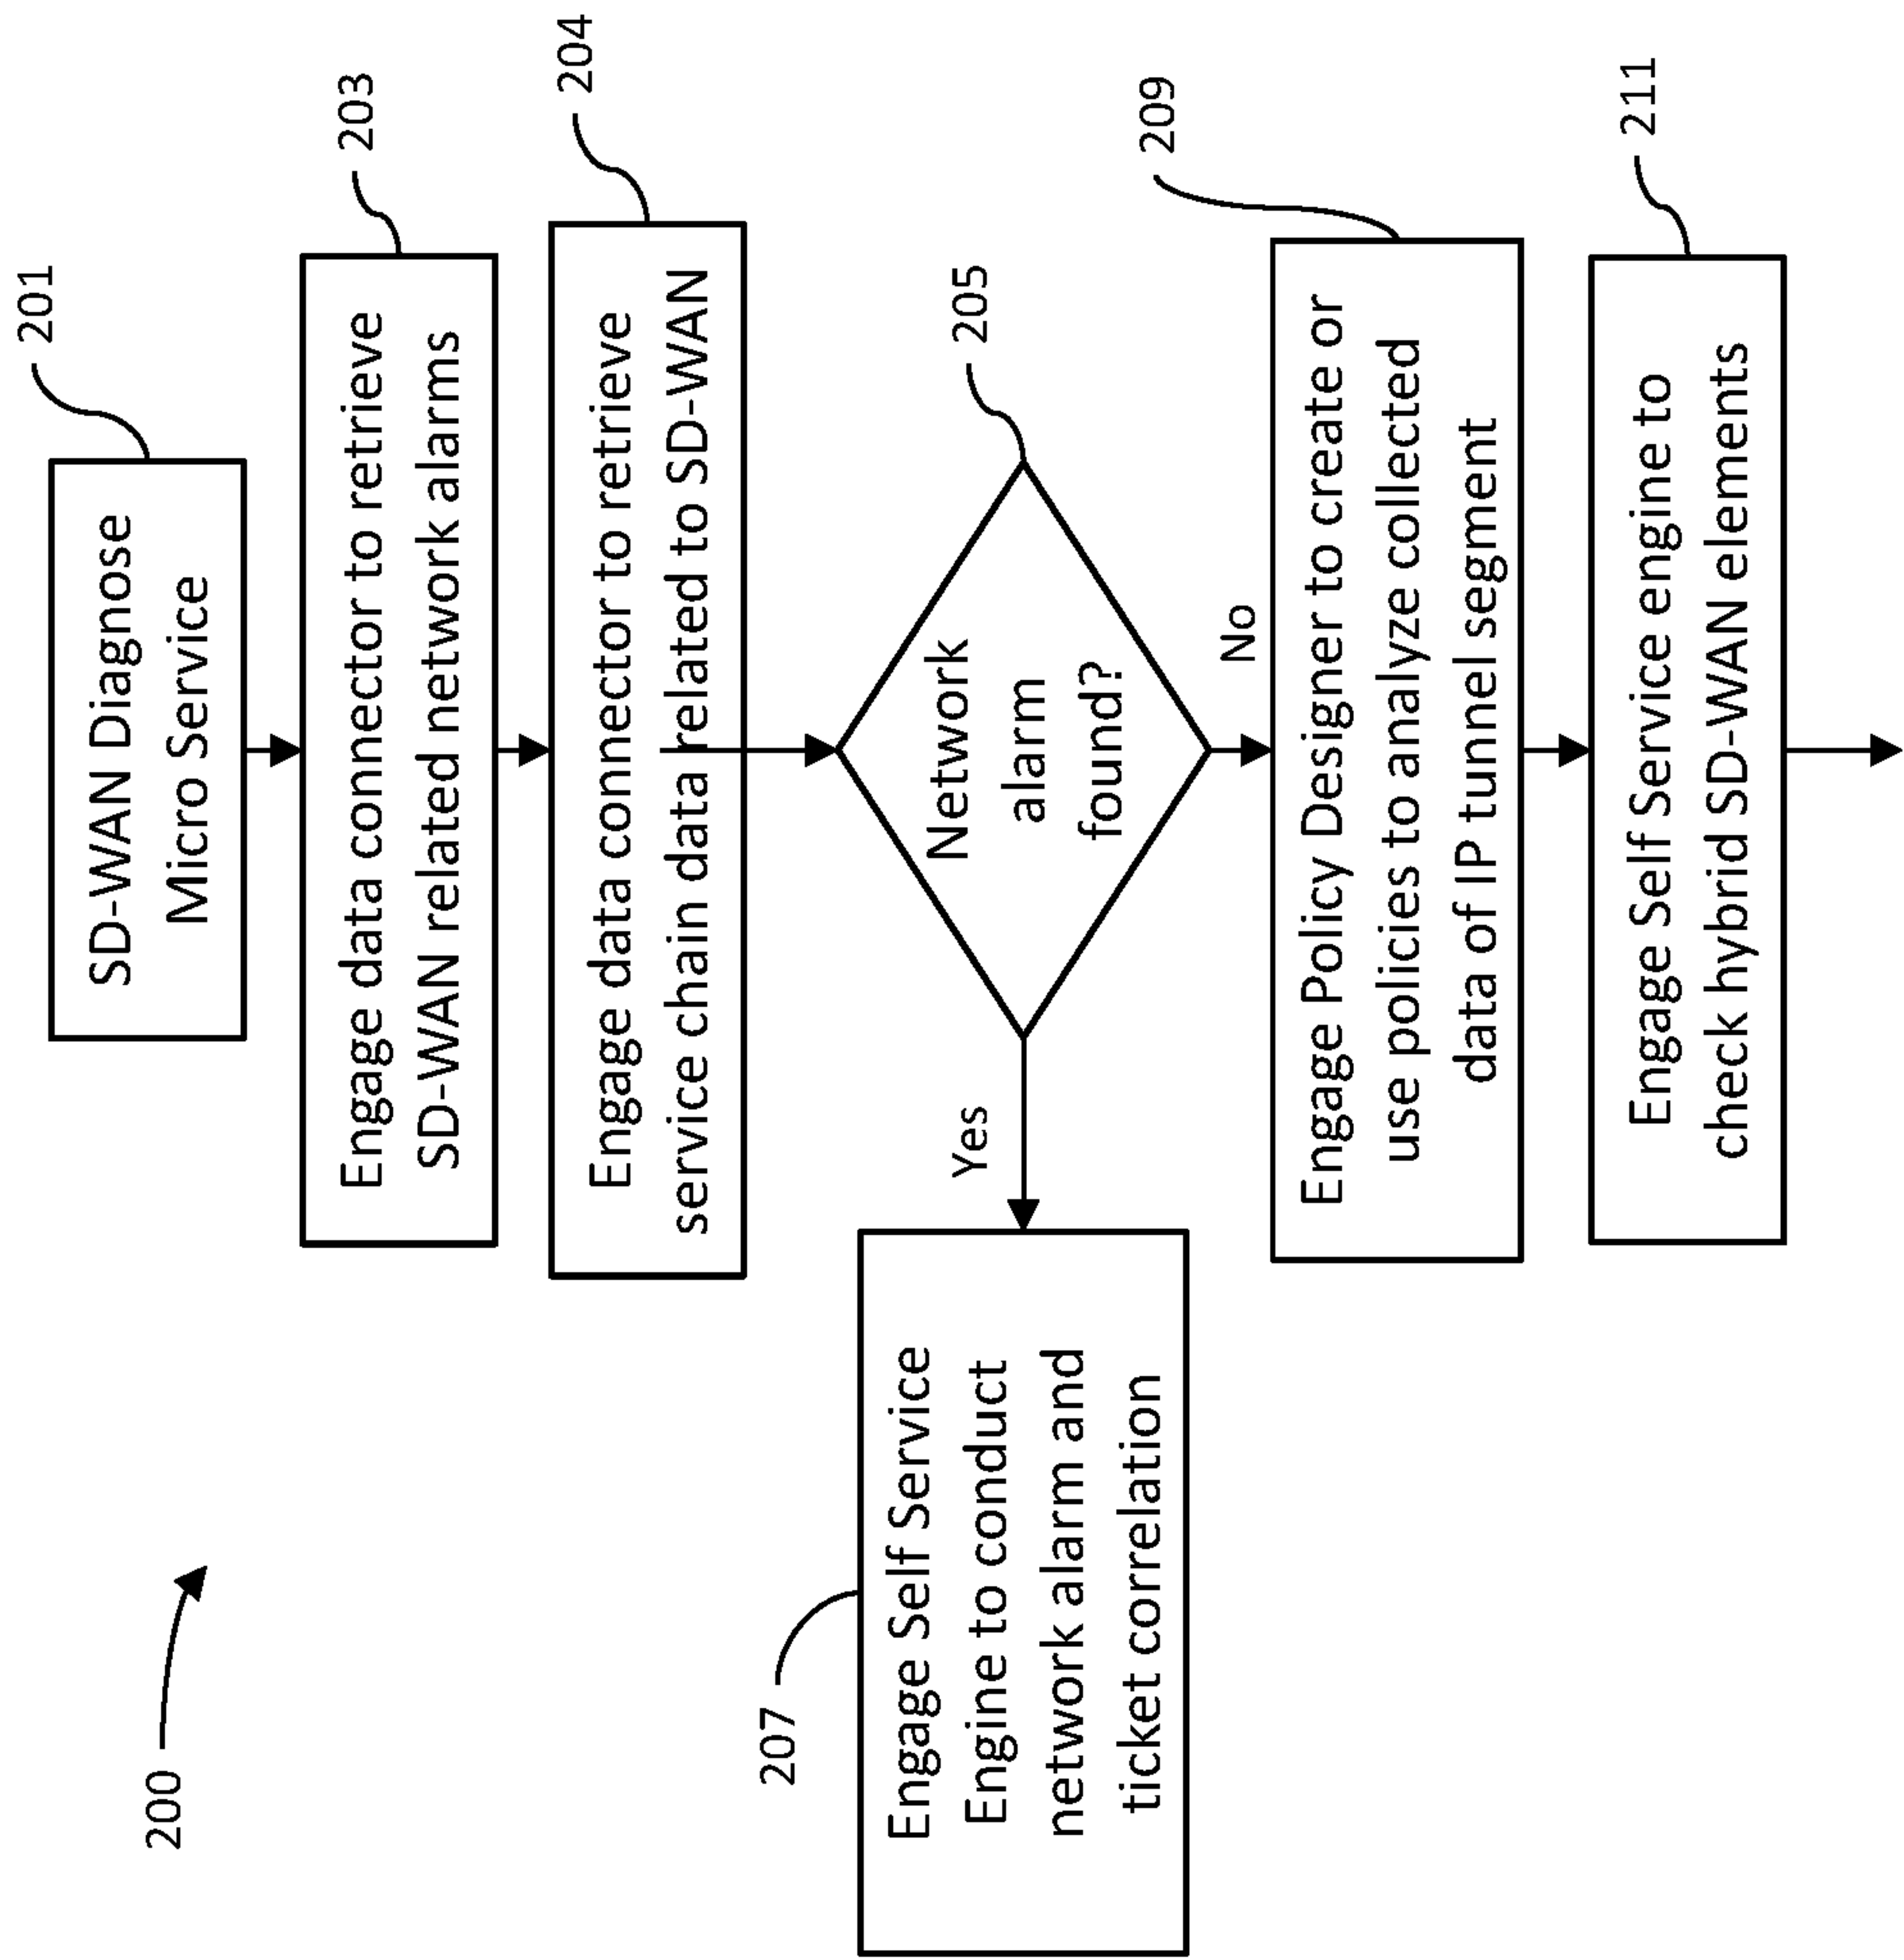 200
201
SD-WAN Diagnose
Micro Service
203
Engage data connector to retrieve
SD-WAN related network alarms
204
Engage data connector to retrieve
service chain data related to SD-WAN
205
Network
alarm
found?
Yes
No
207
Engage Self Service
Engine to conduct
network alarm and
ticket correlation
209
Engage Policy Designer to create or
use policies to analyze collected
data of IP tunnel segment
211
Engage Self Service engine to
check hybrid SD-WAN elements